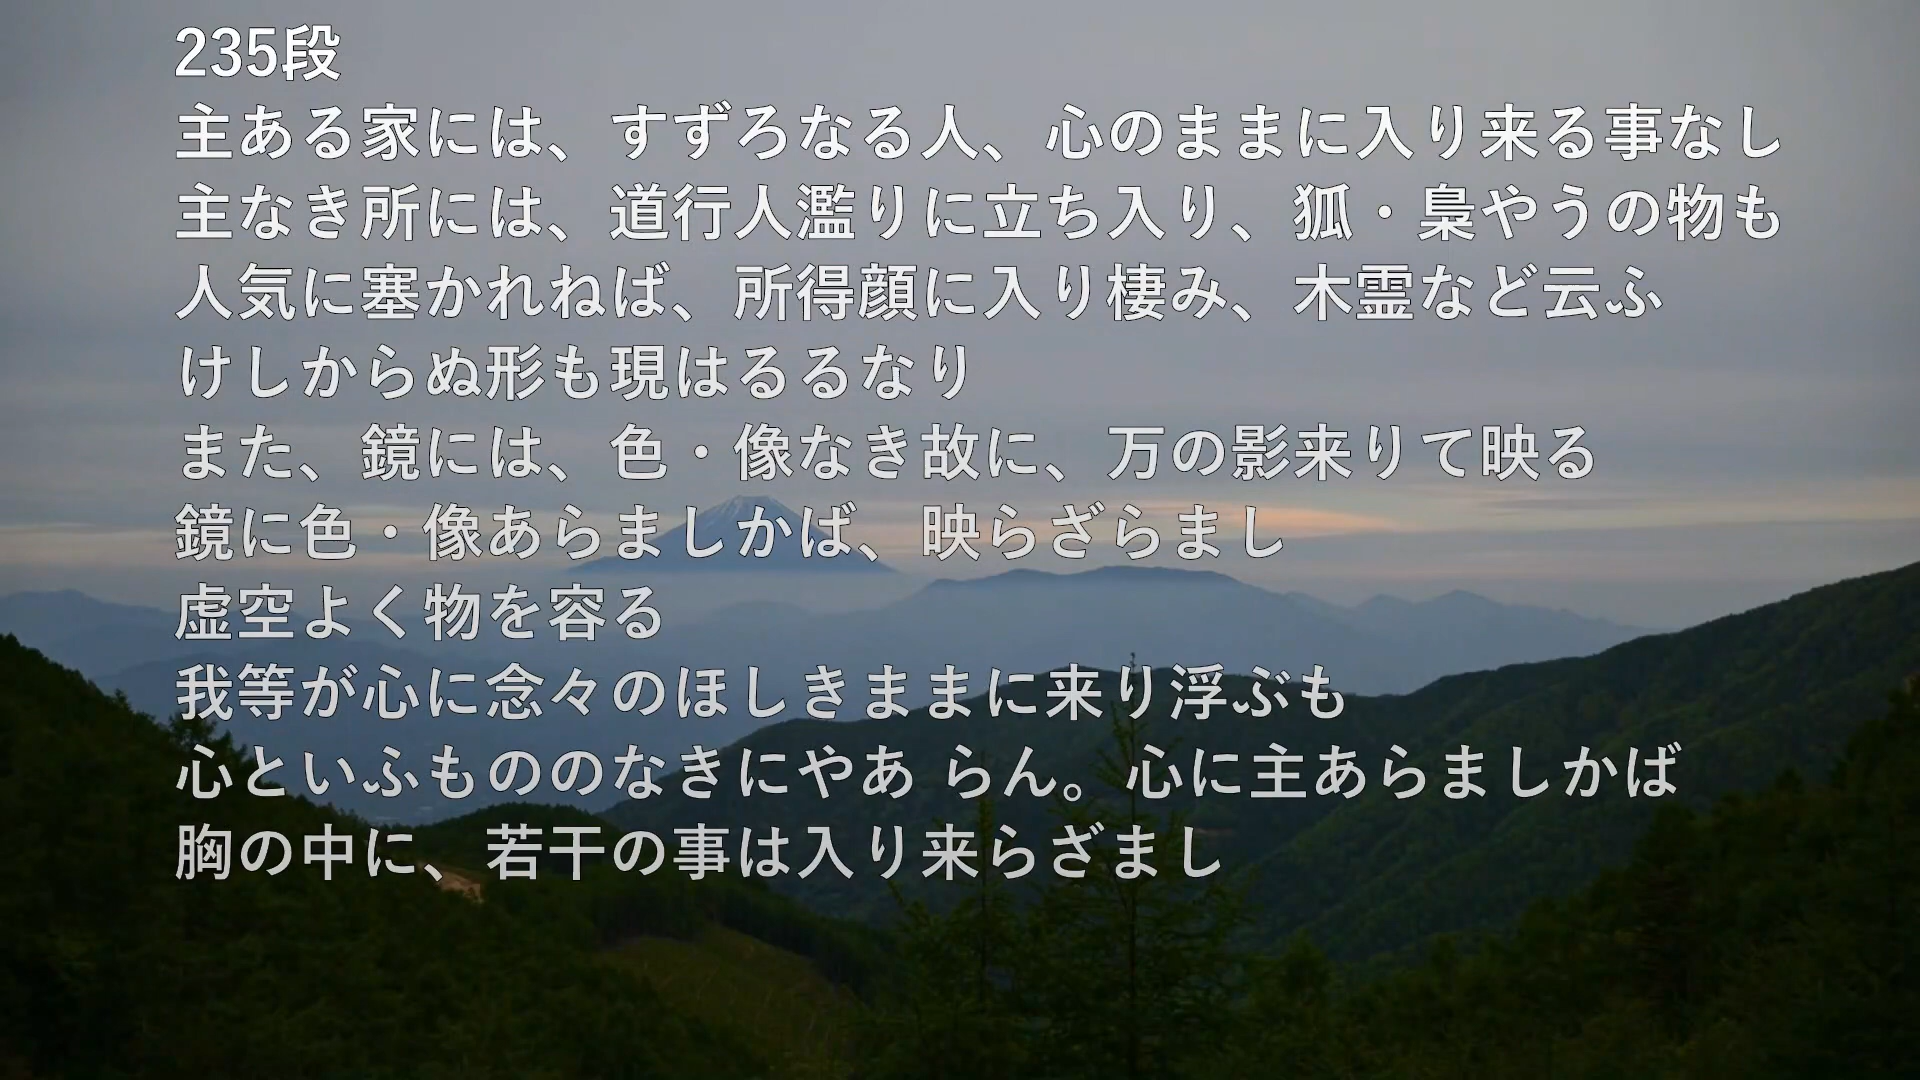 235段
主ある家には、すずろなる人、心のままに入り来る事なし
主なき所には、道行人濫りに立ち入り、狐・梟やうの物も
人気に塞かれねば、所得顔に入り棲み、木霊など云ふ
けしからぬ形も現はるるなり
また、鏡には、色・像なき故に、万の影来りて映る
鏡に色・像あらましかば、映らざらまし
虚空よく物を容る
我等が心に念々のほしきままに来り浮ぶも
心といふもののなきにやあ らん。心に主あらましかば
胸の中に、若干の事は入り来らざまし